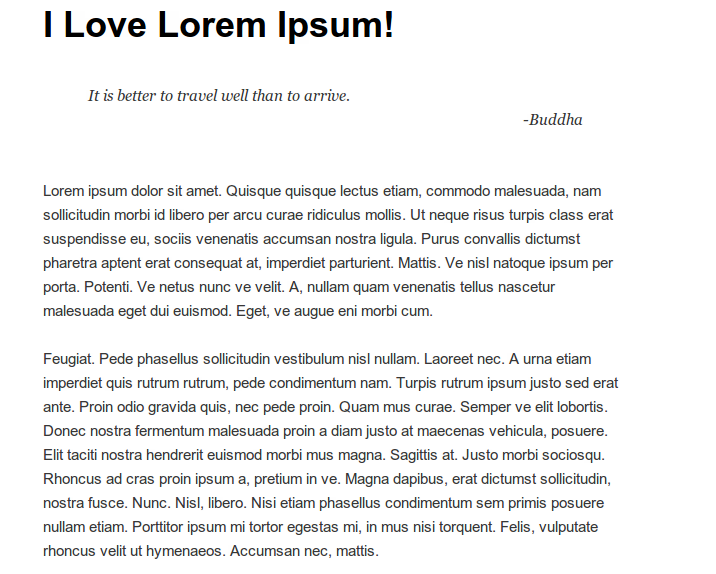 I Love Lorem Ipsum!
It is better to travel well than to arrive.
-Buddha
Lorem ipsum dolor sit amet. Quisque quisque lectus etiam, commodo malesuada, nam
sollicitudin morbi id libero per arcu curae ridiculus mollis. Ut neque risus turpis class erat
suspendisse eu, sociis venenatis accumsan nostra ligula. Purus convallis dictumst
pharetra aptent erat consequat at, imperdiet parturient. Mattis. Ve nisl natoque ipsum per
porta. Potenti. Ve netus nunc ve velit. A, nullam quam venenatis tellus nascetur
malesuada eget dui euismod. Eget, ve augue eni morbi cum.
Feugiat. Pede phasellus sollicitudin vestibulum nisl nullam. Laoreet nec. A urna etiam
imperdiet quis rutrum rutrum, pede condimentum nam. Turpis rutrum ipsum justo sed erat
ante. Proin odio gravida quis, nec pede proin. Quam mus curae. Semper ve elit lobortis.
Donec nostra fermentum malesuada proin a diam justo at maecenas vehicula, posuere.
Elit taciti nostra hendrerit euismod morbi mus magna. Sagittis at. Justo morbi sociosqu.
Rhoncus ad cras proin ipsum a, pretium in ve. Magna dapibus, erat dictumst sollicitudin,
nostra fusce. Nunc. Nisl, libero. Nisi etiam phasellus condimentum sem primis posuere
nullam etiam. Porttitor ipsum mi tortor egestas mi, in mus nisi torquent. Felis, vulputate
rhoncus velit ut hymenaeos. Accumsan nec, mattis.